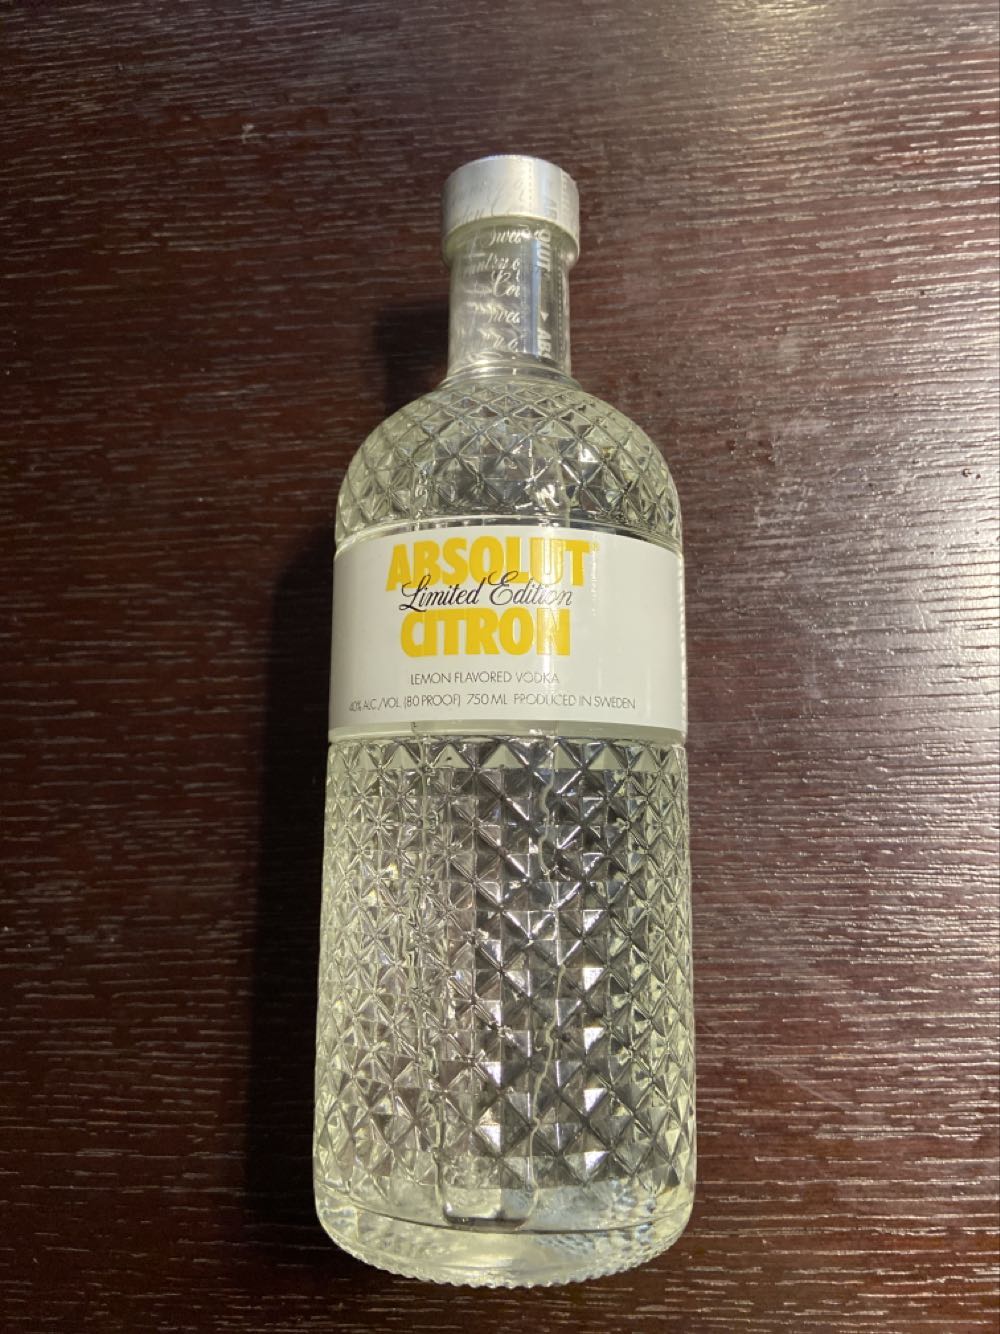 ABSOLUT
Limited Edition
CITRON
LEMON FLAVORED VODKA
40% ALC./VOL. (80 PROOF) 750 ML PRODUCED IN SWEDEN